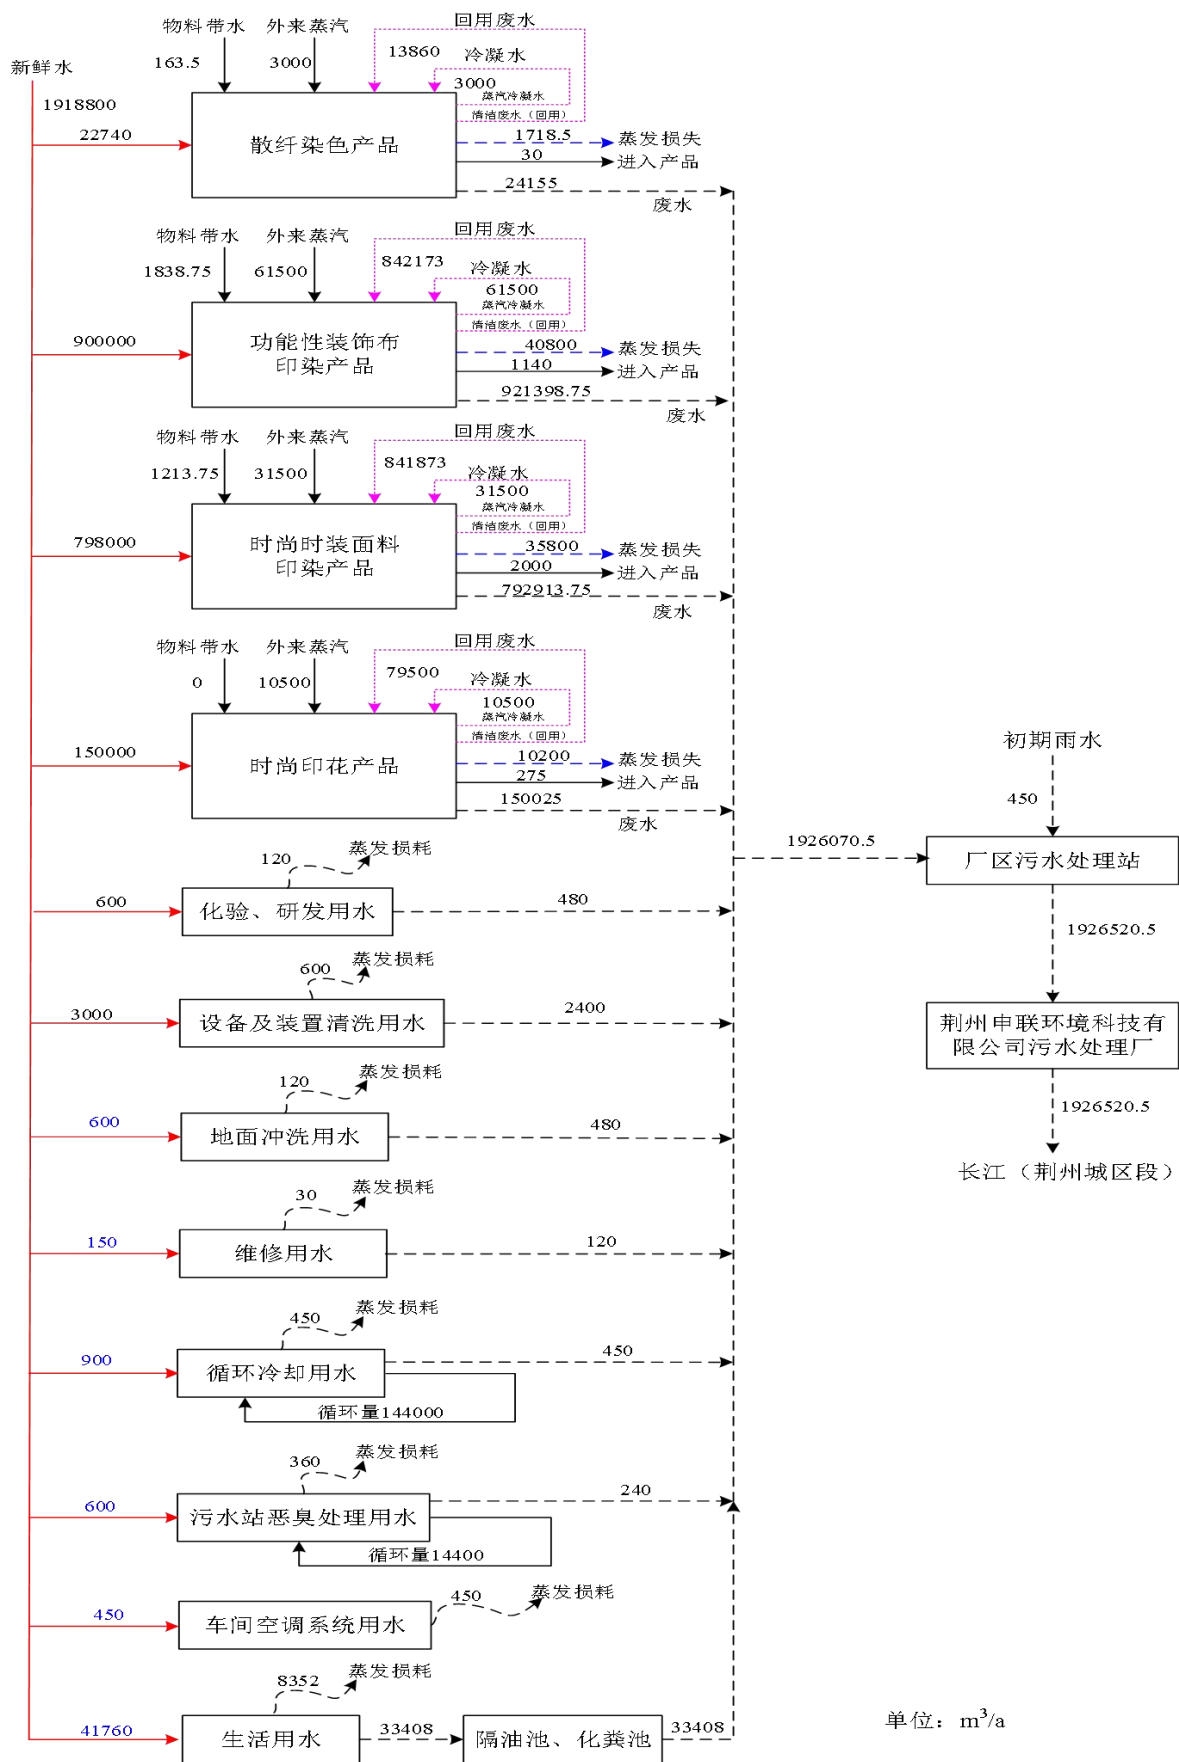 新鲜水
1918800
物料带水
163.5
外来蒸汽
3000
回用废水
13860
冷凝水
3000
蒸汽冷凝水
清洁废水（回用）
22740
散纤染色产品
1718.5
蒸发损失
30
进入产品
24155
废水
物料带水
1838.75
外来蒸汽
61500
回用废水
842173
冷凝水
61500
蒸汽冷凝水
清洁废水（回用）
900000
功能性装饰布
印染产品
40800
蒸发损失
1140
进入产品
921398.75
废水
物料带水
1213.75
外来蒸汽
31500
回用废水
841873
冷凝水
31500
蒸汽冷凝水
清洁废水（回用）
798000
时尚时装面料
印染产品
35800
蒸发损失
2000
进入产品
792913.75
废水
物料带水
0
外来蒸汽
10500
回用废水
79500
冷凝水
10500
蒸汽冷凝水
清洁废水（回用）
150000
时尚印花产品
10200
蒸发损失
275
进入产品
150025
废水
初期雨水
450
1926070.5
厂区污水处理站
1926520.5
荆州申联环境科技有
限公司污水处理厂
1926520.5
长江（荆州城区段）
120
蒸发损耗
600
化验、研发用水
480
600
蒸发损耗
3000
设备及装置清洗用水
2400
120
蒸发损耗
600
地面冲洗用水
480
30
蒸发损耗
150
维修用水
120
450
蒸发损耗
900
循环冷却用水
450
循环量144000
360
蒸发损耗
600
污水站恶臭处理用水
240
循环量14400
450
蒸发损耗
450
车间空调系统用水
8352
蒸发损耗
41760
生活用水
33408
隔油池、化粪池
33408
单位：m³/a